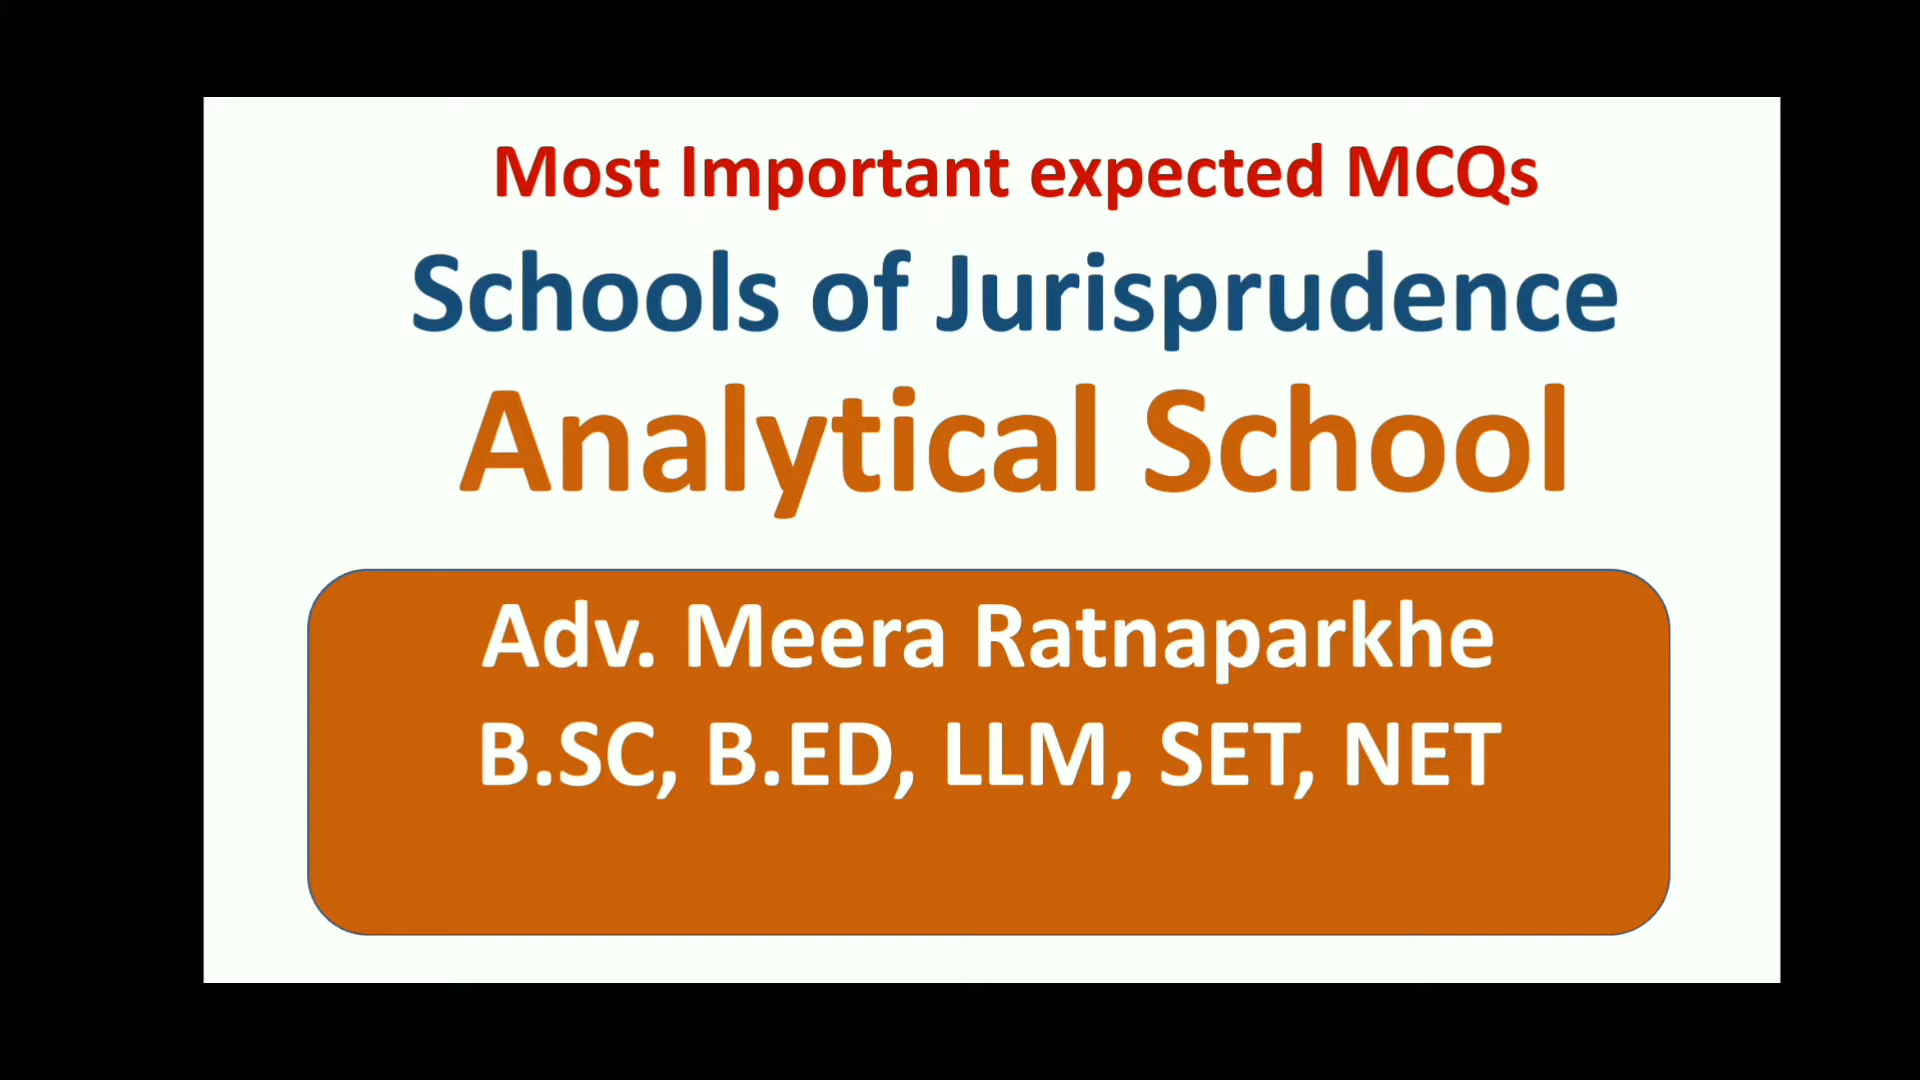 Most Important expected MCQs
Schools of Jurisprudence
Analytical School
Adv. Meera Ratnaparkhe
B.SC, B.ED, LLM, SET, NET